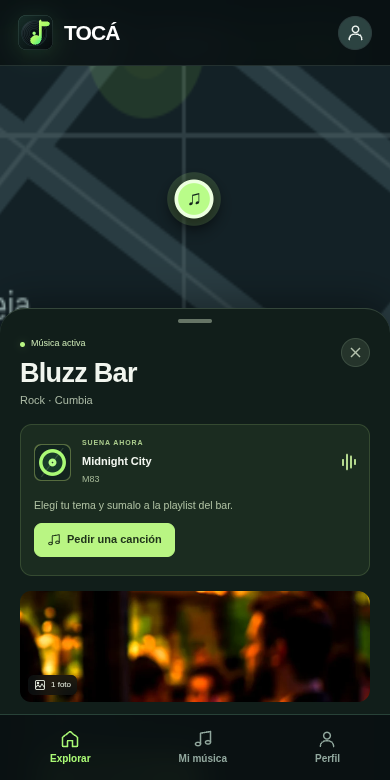 TOCÁ
eja
Música activa
Bluzz Bar
Rock · Cumbia
SUENA AHORA
Midnight City
M83
Elegí tu tema y sumalo a la playlist del bar.
Pedir una canción
1 foto
Explorar
Mi música
Perfil